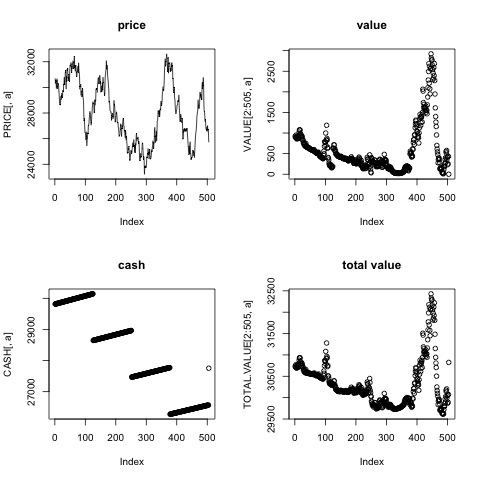 price
PRICE[, a]
24000 28000 32000
0 100 200 300 400 500
Index
value
VALUE[2:505, a]
0 500 1500 2500
0 100 200 300 400 500
Index
cash
CASH[, a]
27000 29000
0 100 200 300 400 500
Index
total value
TOTAL.VALUE[2:505, a]
29500 30500 31500 32500
0 100 200 300 400 500
Index